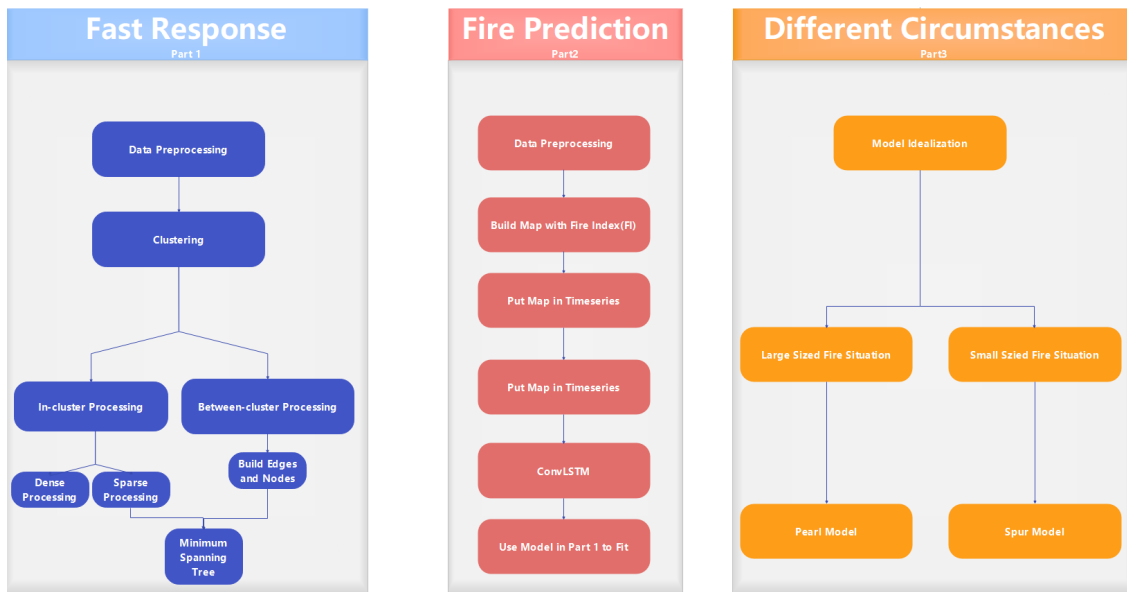 Fast Response
Part 1
Data Preprocessing
Clustering
In-cluster Processing
Between-cluster Processing
Dense
Processing
Sparse
Processing
Build Edges
and Nodes
Minimum
Spanning
Tree
Fire Prediction
Part2
Data Preprocessing
Build Map with Fire Index(FI)
Put Map in Timeseries
Put Map in Timeseries
ConvLSTM
Use Model in Part 1 to Fit
Different Circumstances
Part3
Model Idealization
Large Sized Fire Situation
Small Szied Fire Situation
Pearl Model
Spur Model